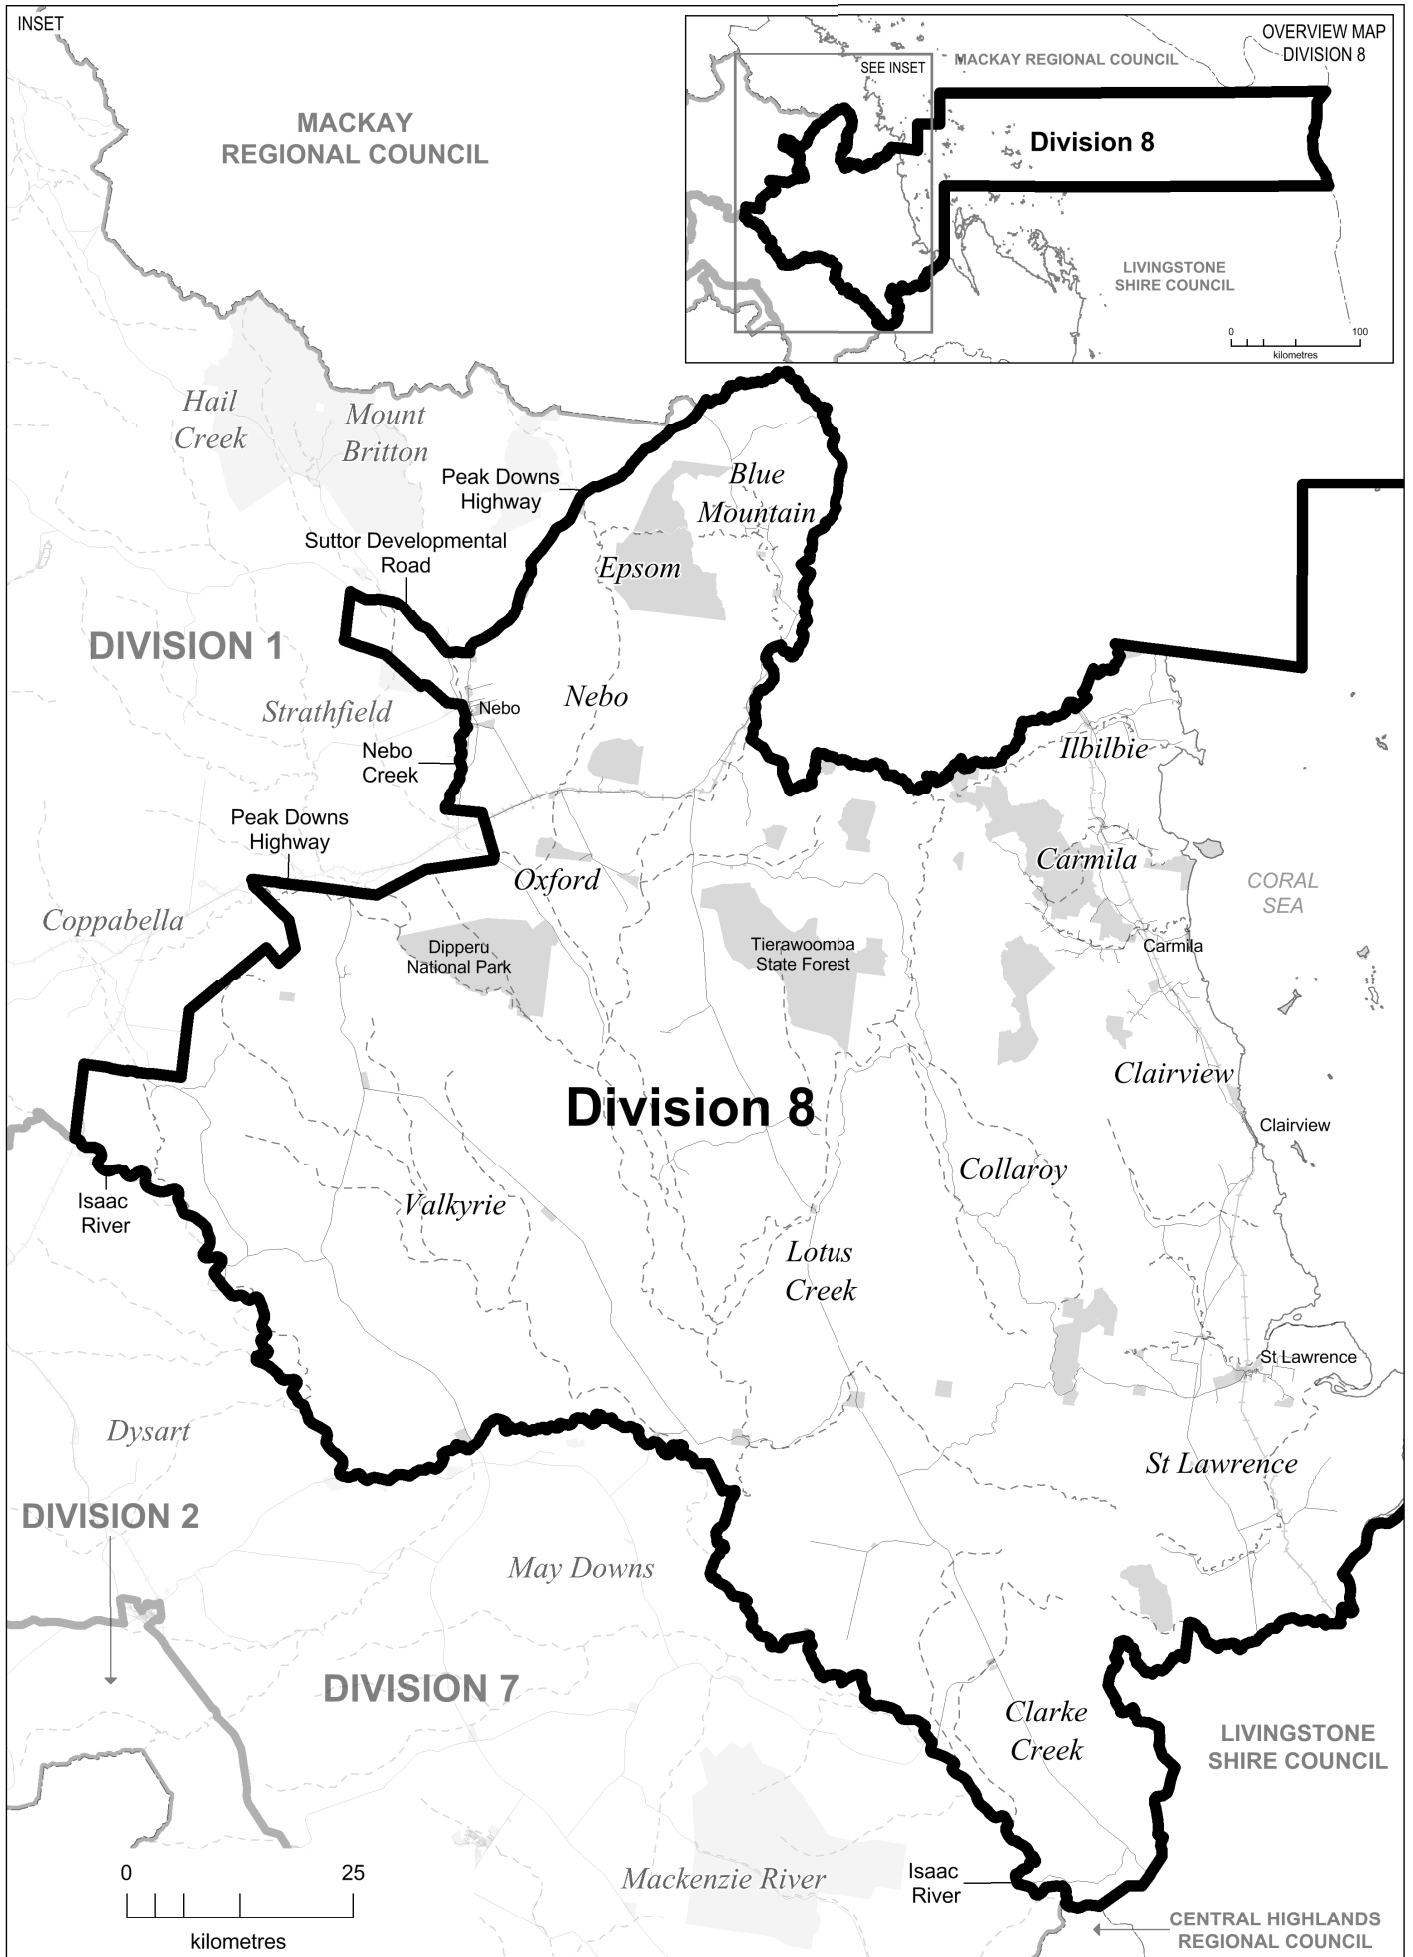 INSET
OVERVIEW MAP
DIVISION 8
MACKAY REGIONAL COUNCIL
SEE INSET
Division 8
LIVINGSTONE
SHIRE COUNCIL
0 100
kilometres
MACKAY
REGIONAL COUNCIL
Hail
Creek
Mount
Britton
Peak Downs
Highway
Blue
Mountain
Suttor Developmental
Road
Epsom
DIVISION 1
Strathfield
Nebo
Nebo
Nebo
Creek
Ilbilbie
Peak Downs
Highway
Oxford
Carmila
CORAL
SEA
Coppabella
Dipperu
National Park
Tierawoomba
State Forest
Carmila
Clairview
Division 8
Clairview
Isaac
River
Valkyrie
Collaroy
Lotus
Creek
St Lawrence
Dysart
St Lawrence
DIVISION 2
May Downs
DIVISION 7
Clarke
Creek
LIVINGSTONE
SHIRE COUNCIL
Mackenzie River
Isaac
River
0 25
kilometres
CENTRAL HIGHLANDS
REGIONAL COUNCIL